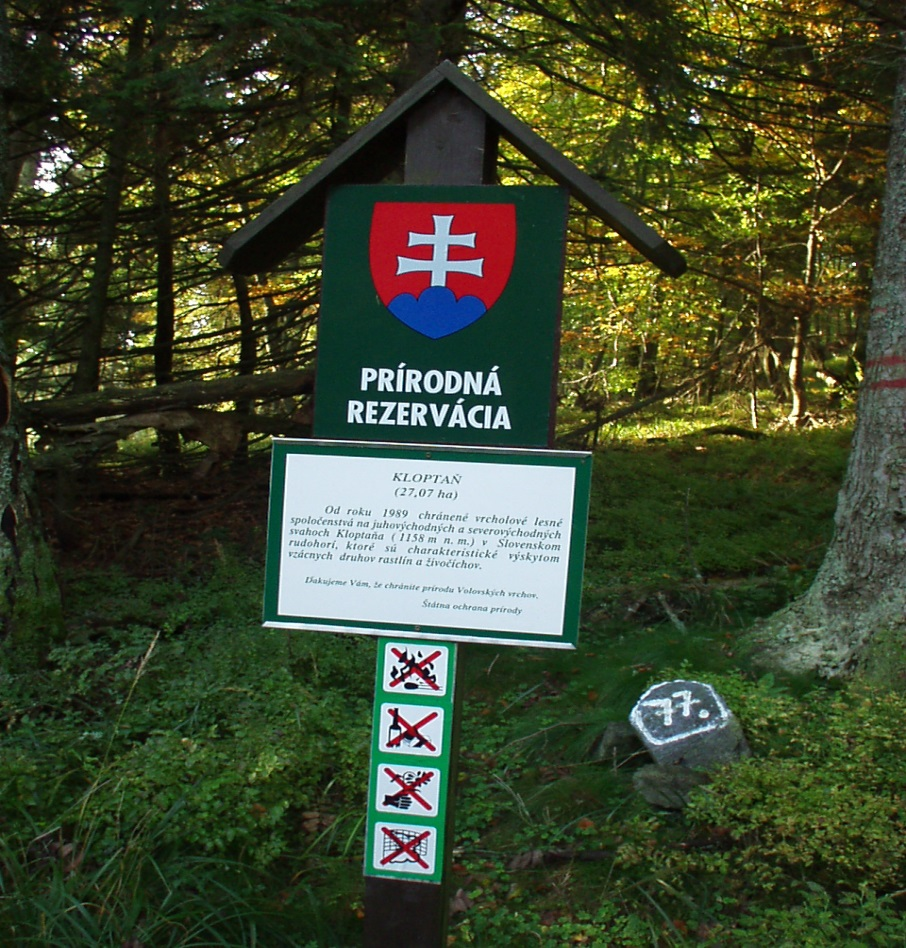 PRÍRODNÁ
REZERVÁCIA
KLOPTAŇ
(27,07 ha)
Od roku 1989 chránené vrcholové lesné
spoločenstvá na juhovýchodných a severovýchodných
svahoch Kloptaňa (1158 m n. m.) v Slovenskom
rudohorí, ktoré sú charakteristické výskytom
vzácnych druhov rastlín a živočíchov.
Ďakujeme Vám, že chránite prírodu Volovských vrchov.
Štátna ochrana prírody
77.